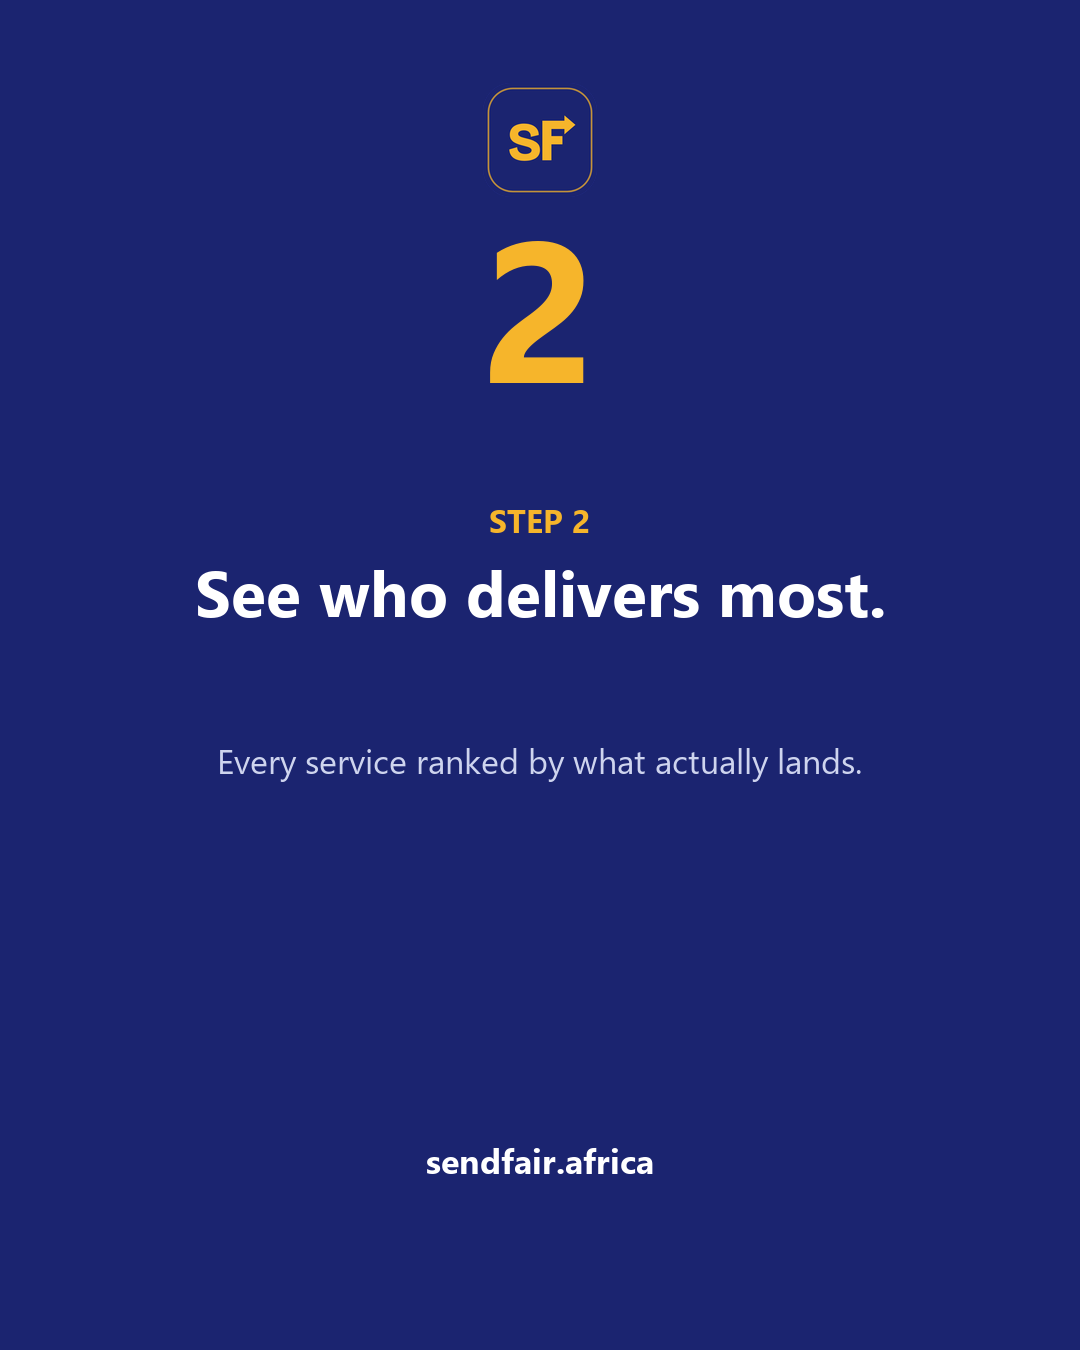 SF
2
STEP 2
See who delivers most.
Every service ranked by what actually lands.
sendfair.africa